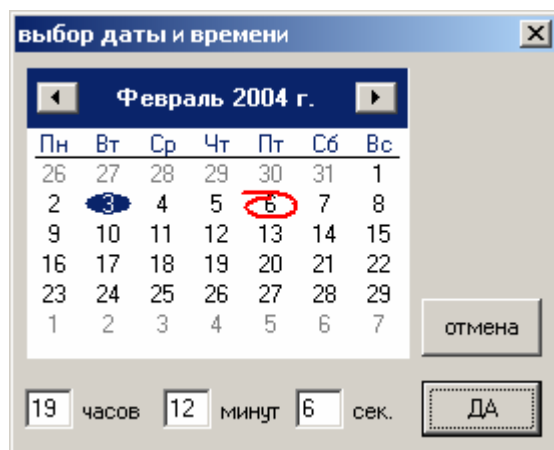 выбор даты и времени
Февраль 2004 г.
Пн Вт Ср Чт Пт Сб Вс
26 27 28 29 30 31 1
2 3 4 5 6 7 8
9 10 11 12 13 14 15
16 17 18 19 20 21 22
23 24 25 26 27 28 29
1 2 3 4 5 6 7
отмена
19 часов 12 минут 6 сек. ДА